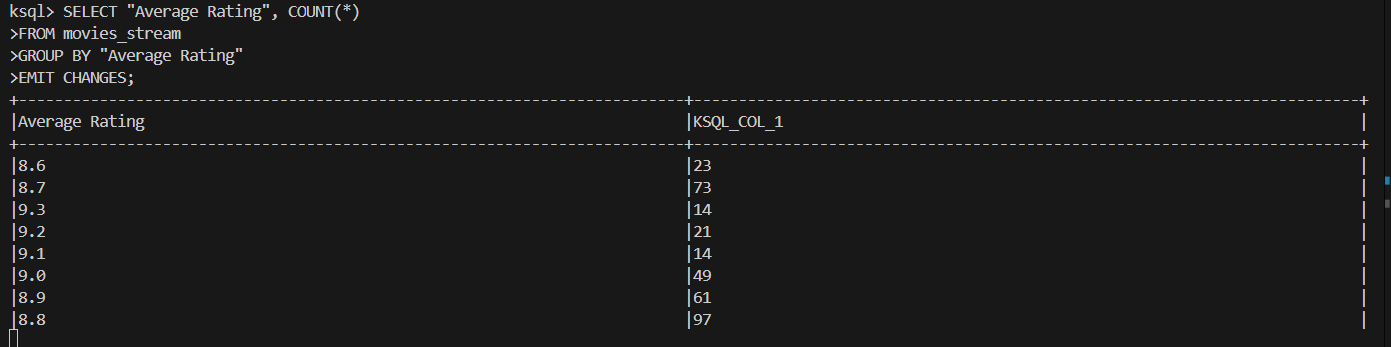 ksql> SELECT "Average Rating", COUNT(*)
>FROM movies_stream
>GROUP BY "Average Rating"
>EMIT CHANGES;
+--------------------------------------------------------------------------+--------------------------------------------------------------------------+
|Average Rating |KSQL_COL_1 |
+--------------------------------------------------------------------------+--------------------------------------------------------------------------+
|8.6 |23 |
|8.7 |73 |
|9.3 |14 |
|9.2 |21 |
|9.1 |14 |
|9.0 |49 |
|8.9 |61 |
|8.8 |97 |